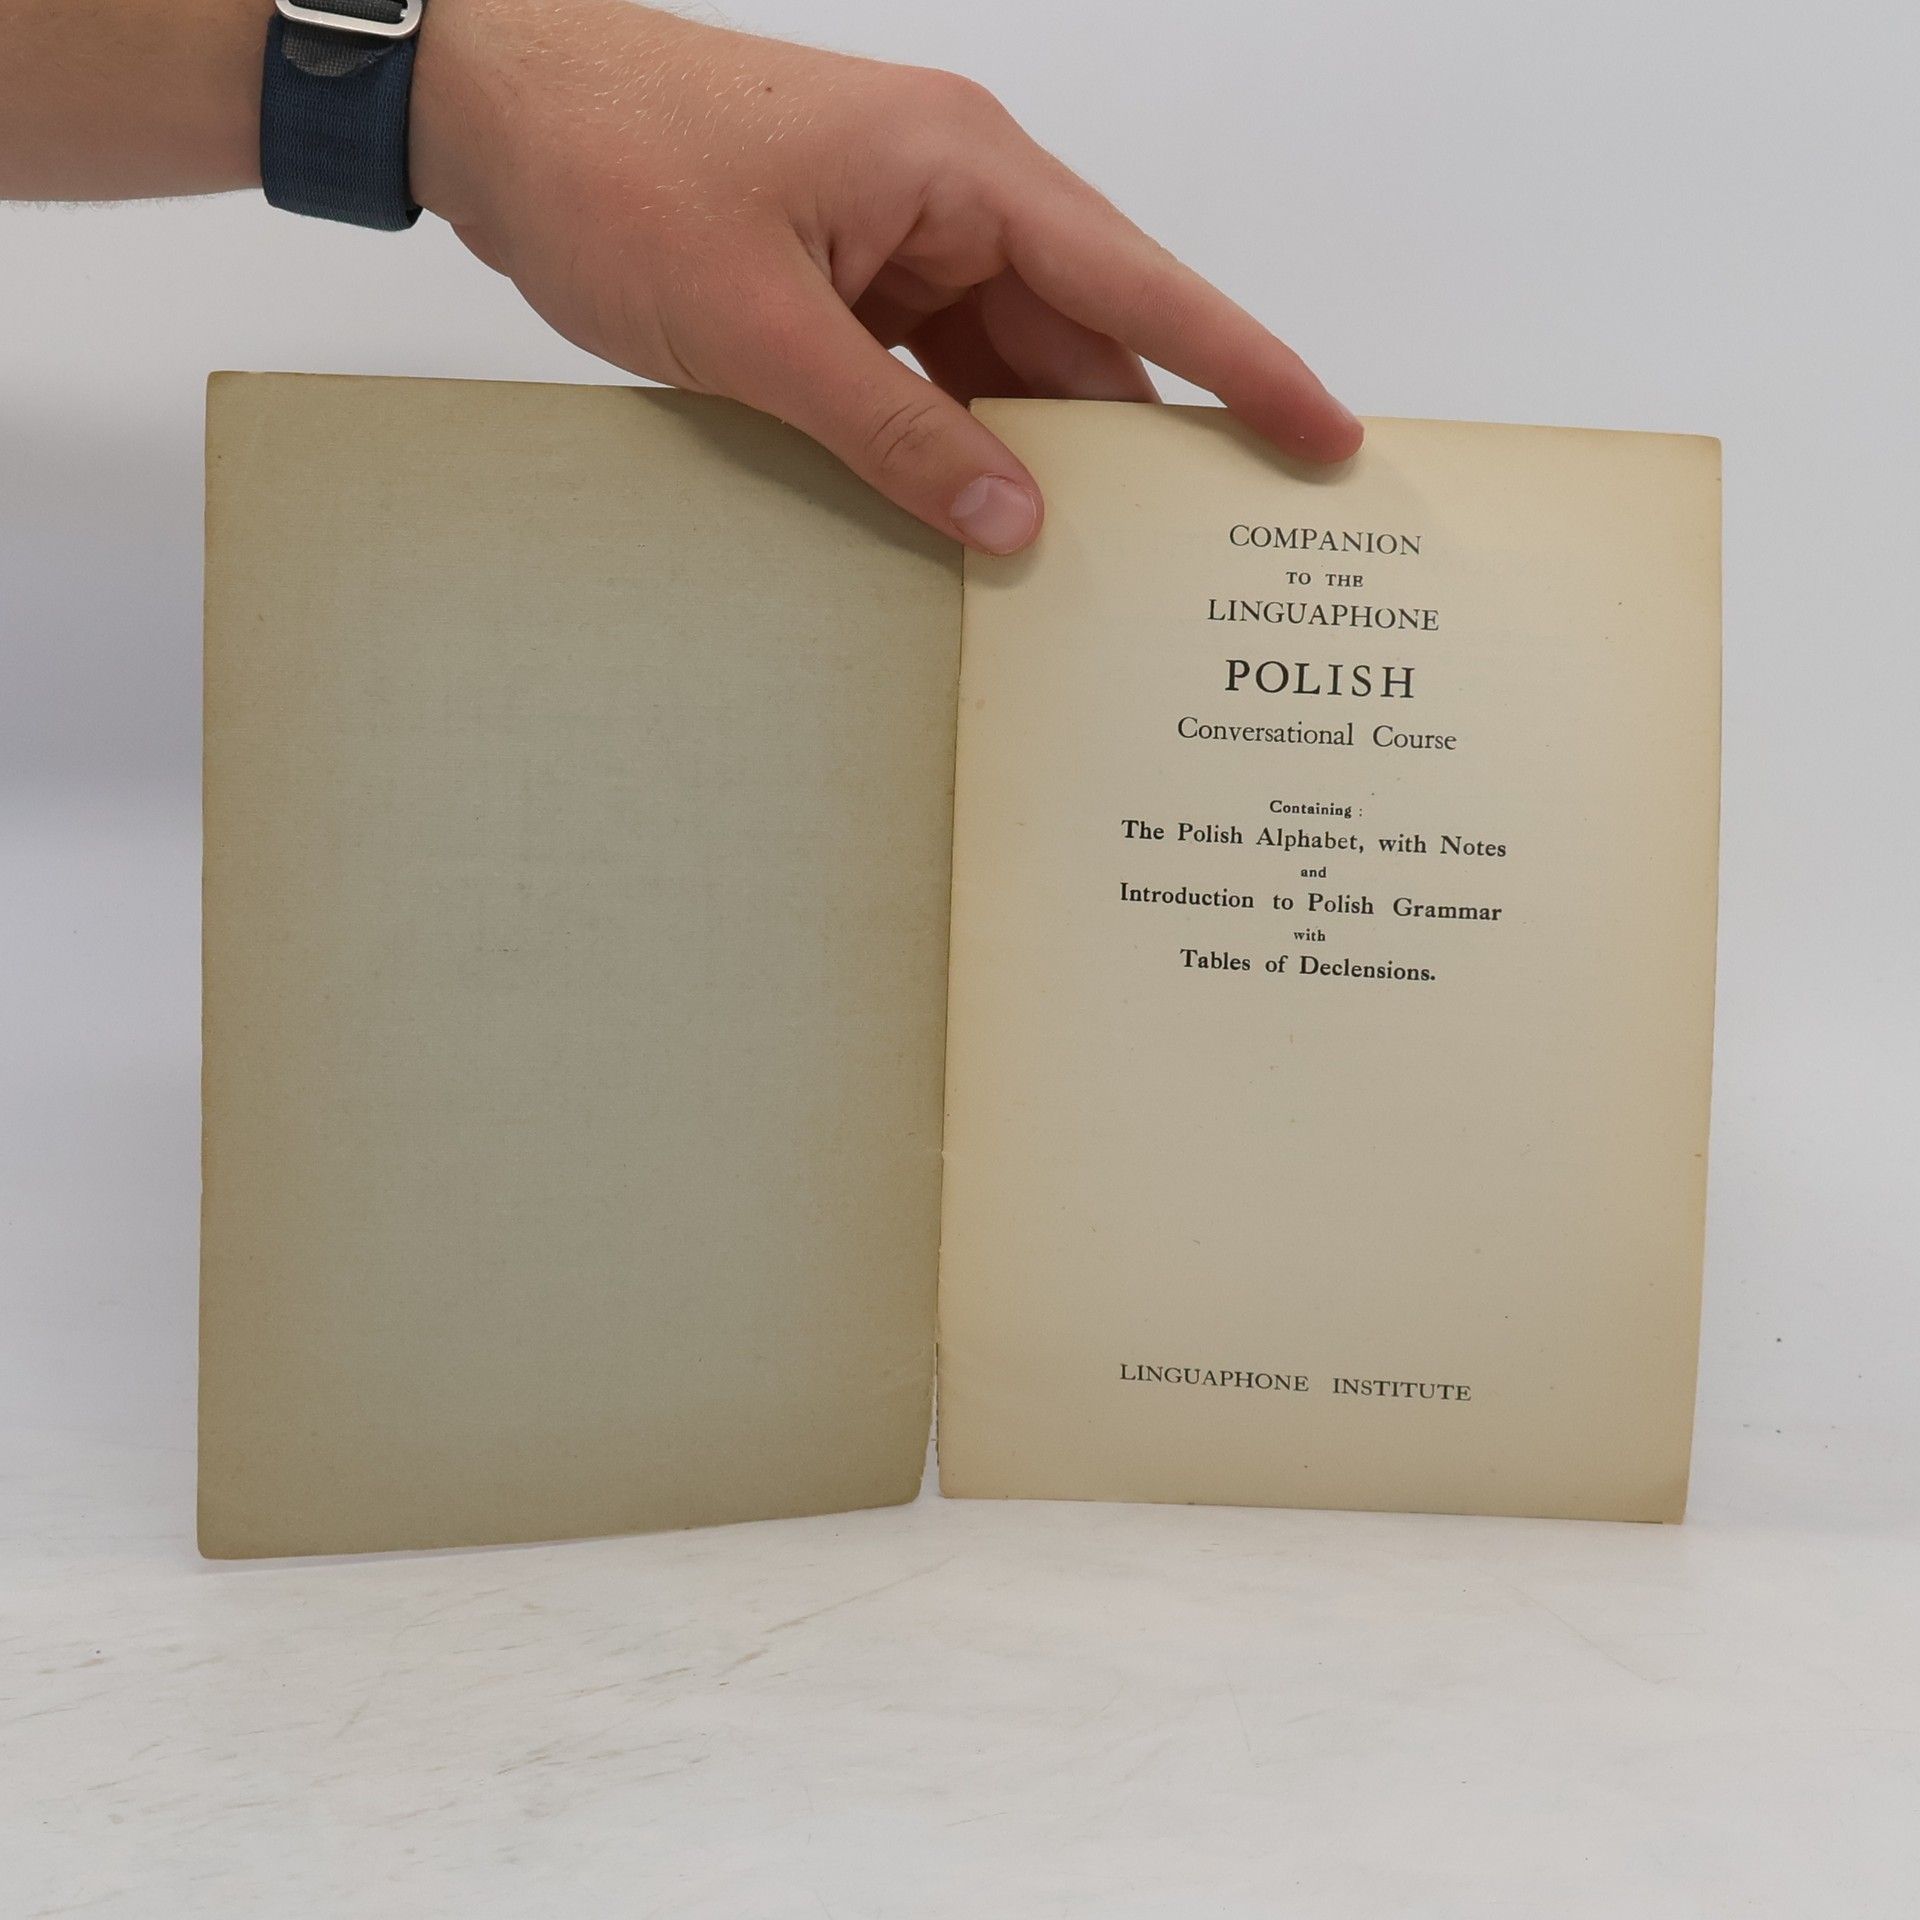 COMPANION
TO THE
LINGUAPHONE
POLISH
Conversational Course
Containing :
The Polish Alphabet, with Notes
and
Introduction to Polish Grammar
with
Tables of Declensions.
LINGUAPHONE INSTITUTE